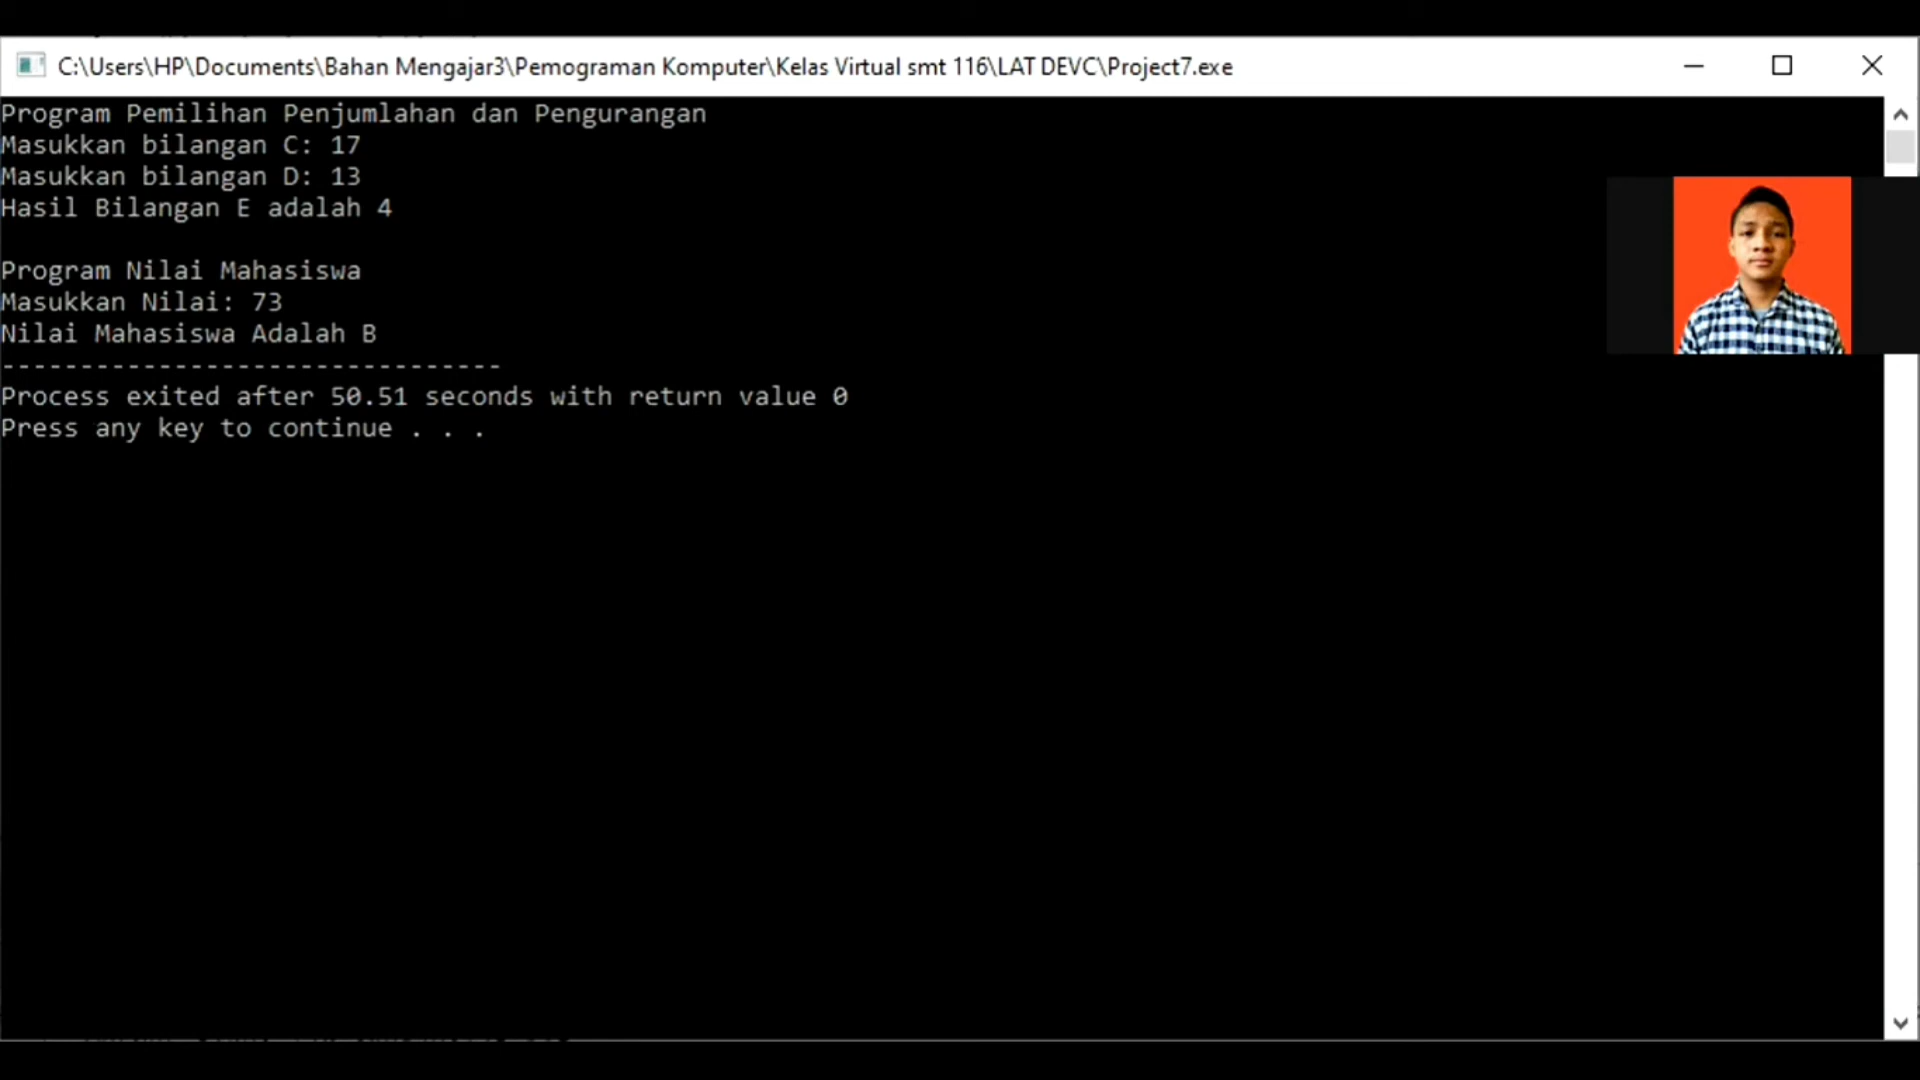 C:\Users\HP\Documents\Bahan Mengajar3\Pemograman Komputer\Kelas Virtual smt 116\LAT DEVC\Project7.exe
Program Pemilihan Penjumlahan dan Pengurangan
Masukkan bilangan C: 17
Masukkan bilangan D: 13
Hasil Bilangan E adalah 4
Program Nilai Mahasiswa
Masukkan Nilai: 73
Nilai Mahasiswa Adalah B
--------------------------------
Process exited after 50.51 seconds with return value 0
Press any key to continue . . .